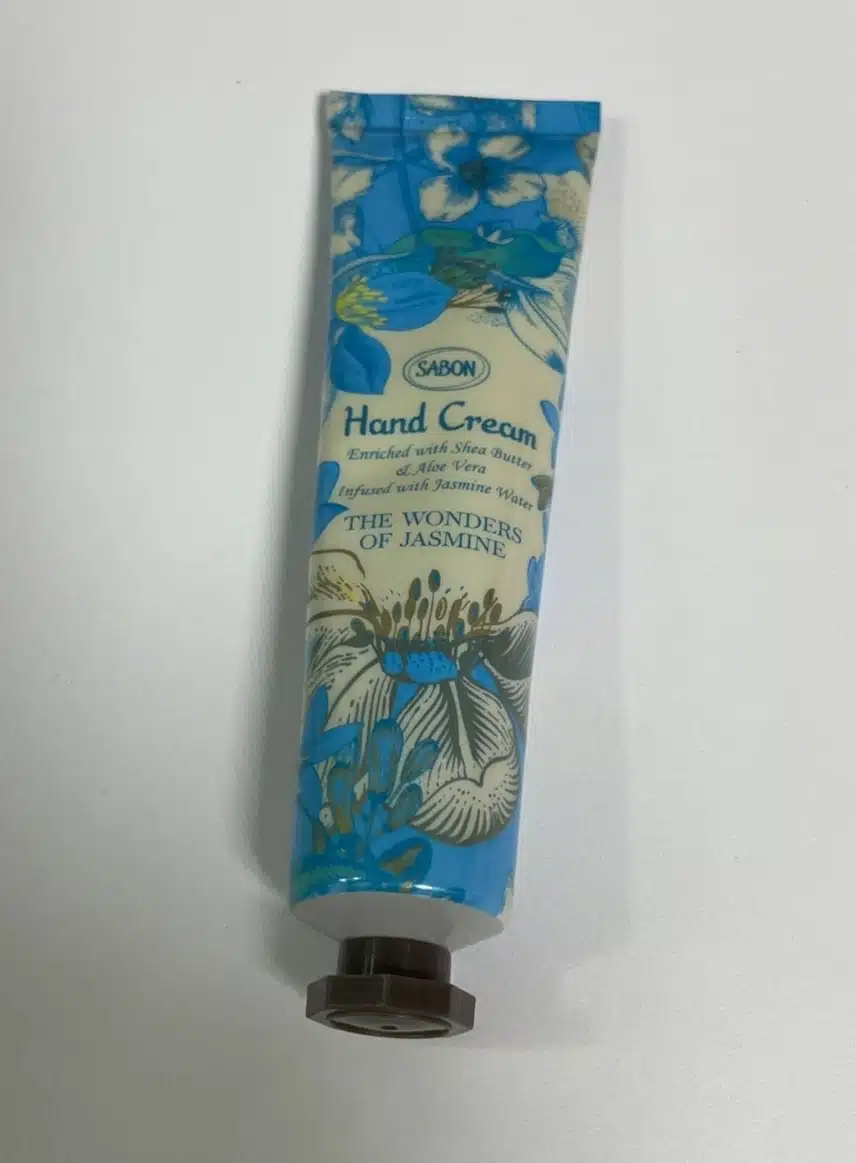 SABON
Hand Cream
Enriched with Shea Butter
& Aloe Vera
Infused with Jasmine Water
THE WONDERS
OF JASMINE